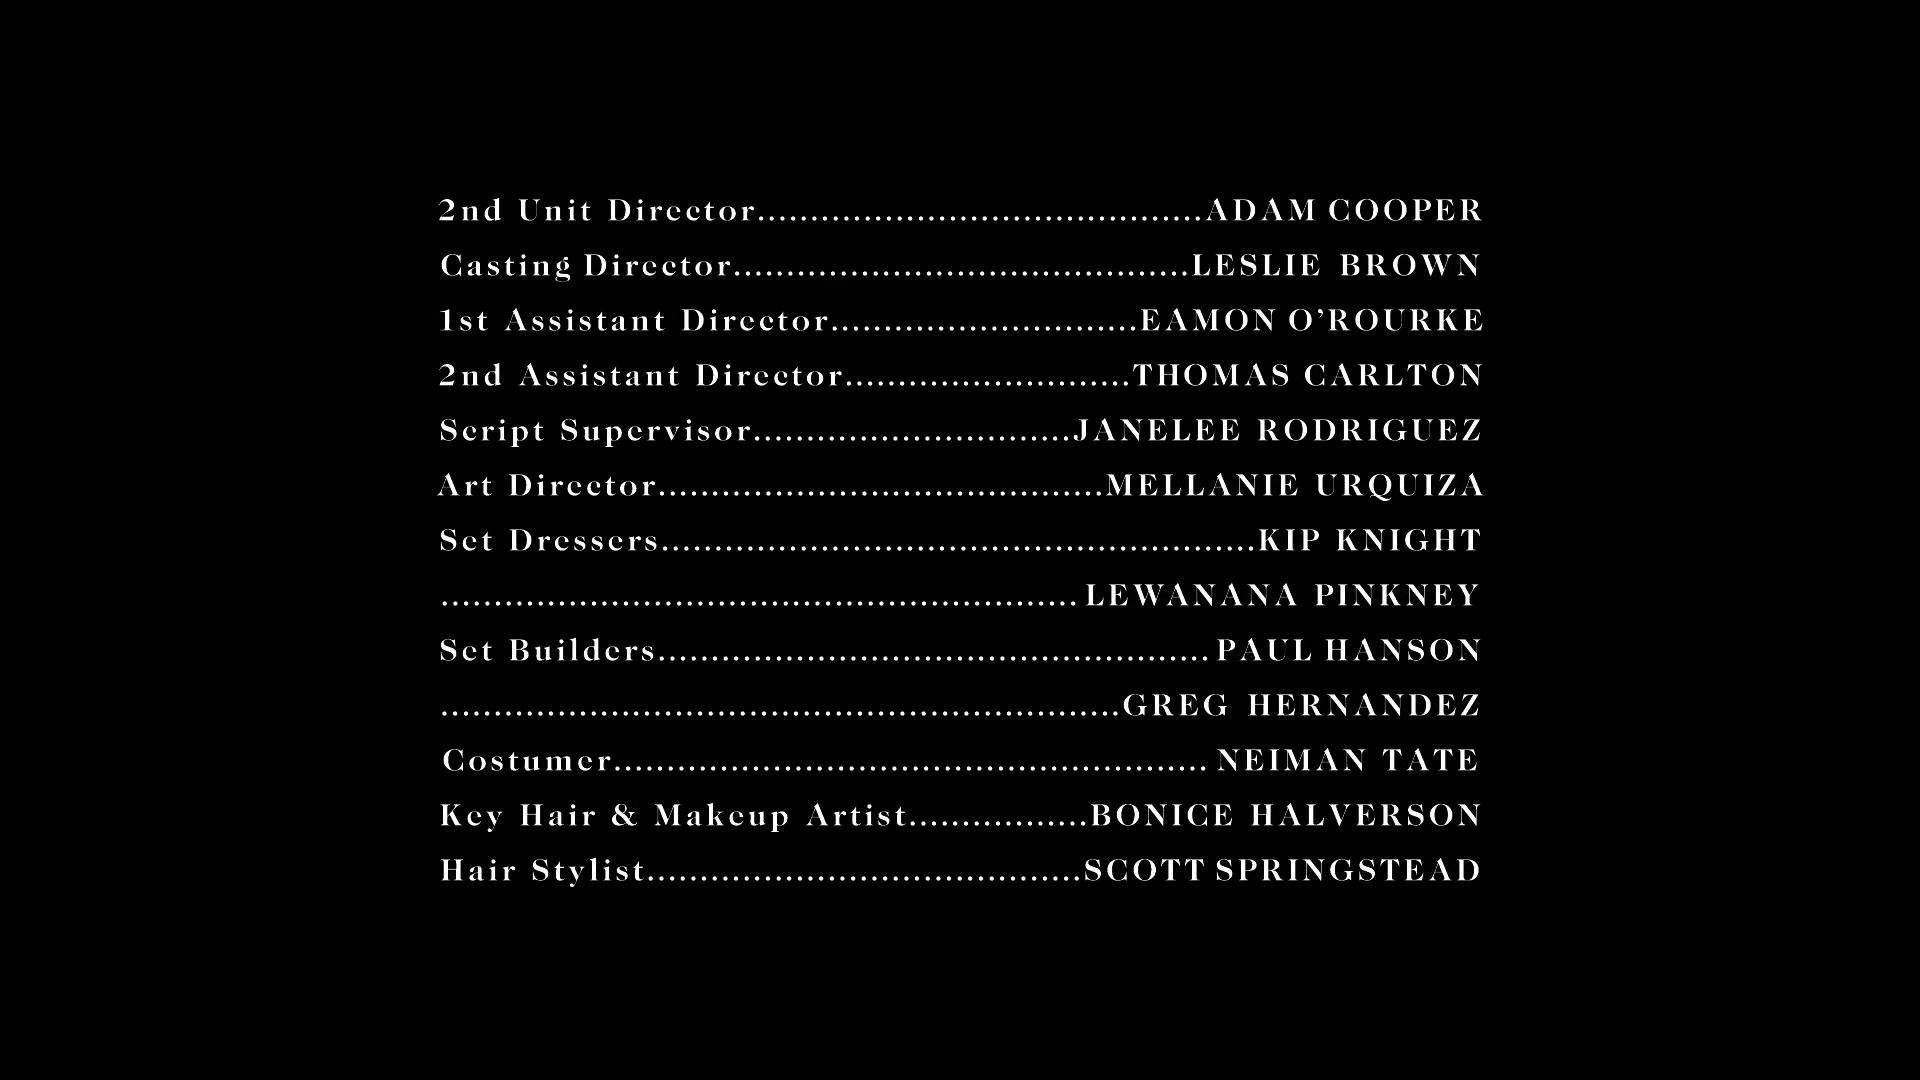 2nd Unit Director..........................................ADAM COOPER
Casting Director...........................................LESLIE BROWN
1st Assistant Director.............................EAMON O’ROURKE
2nd Assistant Director...........................THOMAS CARLTON
Script Supervisor..............................JANELEE RODRIGUEZ
Art Director..........................................MELLANIE URQUIZA
Set Dressers........................................................KIP KNIGHT
............................................................LEWANANA PINKNEY
Set Builders....................................................PAUL HANSON
................................................................GREG HERNANDEZ
Costumer........................................................NEIMAN TATE
Key Hair & Makeup Artist.................BONICE HALVERSON
Hair Stylist.........................................SCOTT SPRINGSTEAD